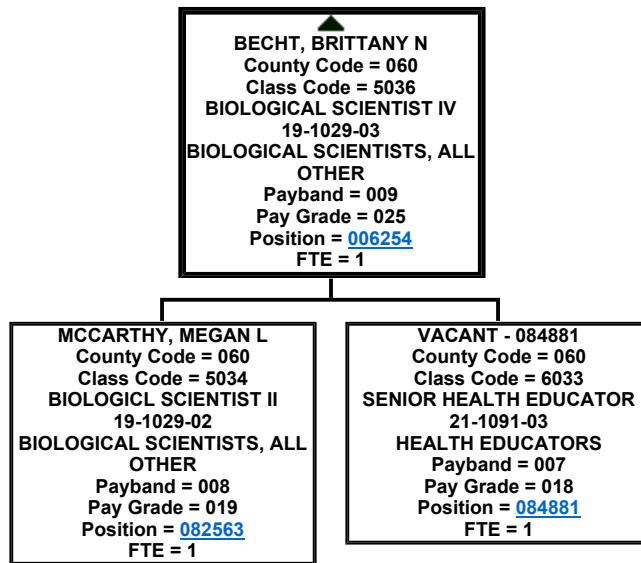 BECHT, BRITTANY N
County Code = 060
Class Code = 5036
BIOLOGICAL SCIENTIST IV
19-1029-03
BIOLOGICAL SCIENTISTS, ALL
OTHER
Payband = 009
Pay Grade = 025
Position = 006254
FTE = 1
MCCARTHY, MEGAN L
County Code = 060
Class Code = 5034
BIOLOGICL SCIENTIST II
19-1029-02
BIOLOGICAL SCIENTISTS, ALL
OTHER
Payband = 008
Pay Grade = 019
Position = 082563
FTE = 1
VACANT - 084881
County Code = 060
Class Code = 6033
SENIOR HEALTH EDUCATOR
21-1091-03
HEALTH EDUCATORS
Payband = 007
Pay Grade = 018
Position = 084881
FTE = 1